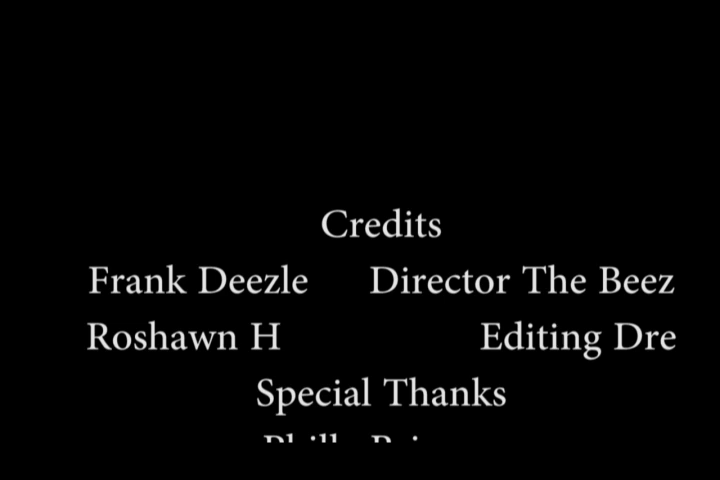 Credits
Frank Deezle Director The Beez
Roshawn H Editing Dre
Special Thanks